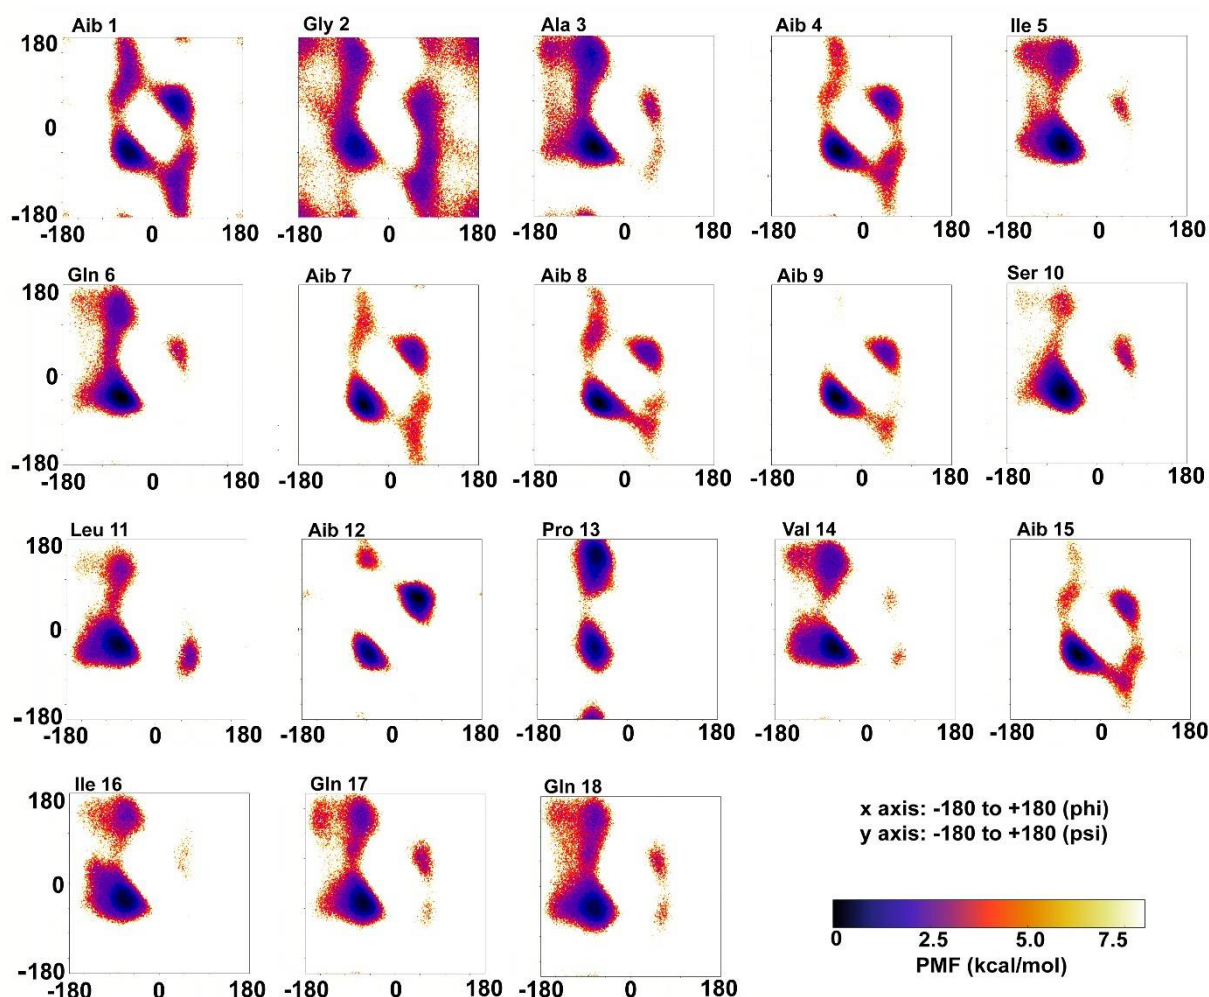 Aib 1 Gly 2 Ala 3 Aib 4 Ile 5
180
0
-180
-180 0 180 -180 0 180 -180 0 180 -180 0 180 -180 0 180
Gln 6 Aib 7 Aib 8 Aib 9 Ser 10
180
0
-180
-180 0 180 -180 0 180 -180 0 180 -180 0 180 -180 0 180
Leu 11 Aib 12 Pro 13 Val 14 Aib 15
180
0
-180
-180 0 180 -180 0 180 -180 0 180 -180 0 180 -180 0 180
Ile 16 Gln 17 Gln 18
180
0
-180
-180 0 180 -180 0 180 -180 0 180
x axis: -180 to +180 (phi)
y axis: -180 to +180 (psi)
0 2.5 5.0 7.5
PMF (kcal/mol)